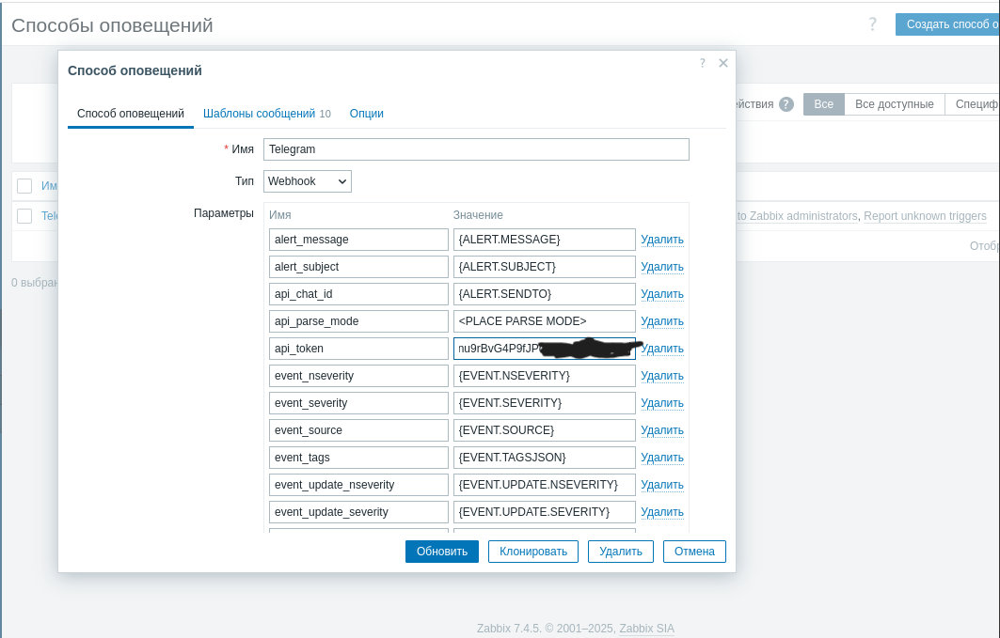 Способы оповещений
?
Создать способ о
Способ оповещений
?
Способ оповещений
Шаблоны сообщений 10
Опции
ействия ?
Все
Все доступные
Специф
* Имя
Telegram
Тип
Webhook
Параметры
Имя
Значение
alert_message
{ALERT.MESSAGE}
Удалить
alert_subject
{ALERT.SUBJECT}
Удалить
api_chat_id
{ALERT.SENDTO}
Удалить
api_parse_mode
<PLACE PARSE MODE>
Удалить
api_token
nu9rBvG4P9fJP
Удалить
event_nseverity
{EVENT.NSEVERITY}
Удалить
event_severity
{EVENT.SEVERITY}
Удалить
event_source
{EVENT.SOURCE}
Удалить
event_tags
{EVENT.TAGSJSON}
Удалить
event_update_nseverity
{EVENT.UPDATE.NSEVERITY}
Удалить
event_update_severity
{EVENT.UPDATE.SEVERITY}
Удалить
Обновить
Клонировать
Удалить
Отмена
Им
Tele
to Zabbix administrators, Report unknown triggers
Отобр
0 выбран
Zabbix 7.4.5. © 2001–2025, Zabbix SIA